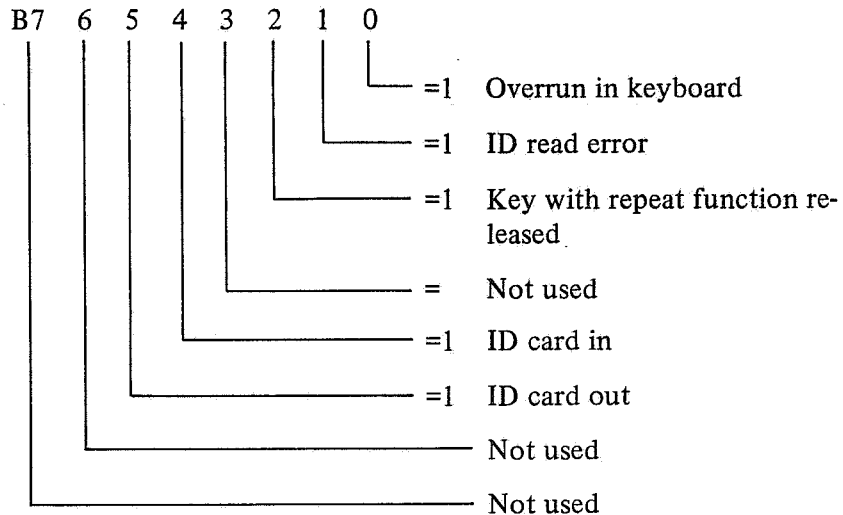 B7 6 5 4 3 2 1 0
=1 Overrun in keyboard
=1 ID read error
=1 Key with repeat function re-
leased
= Not used
=1 ID card in
=1 ID card out
Not used
Not used